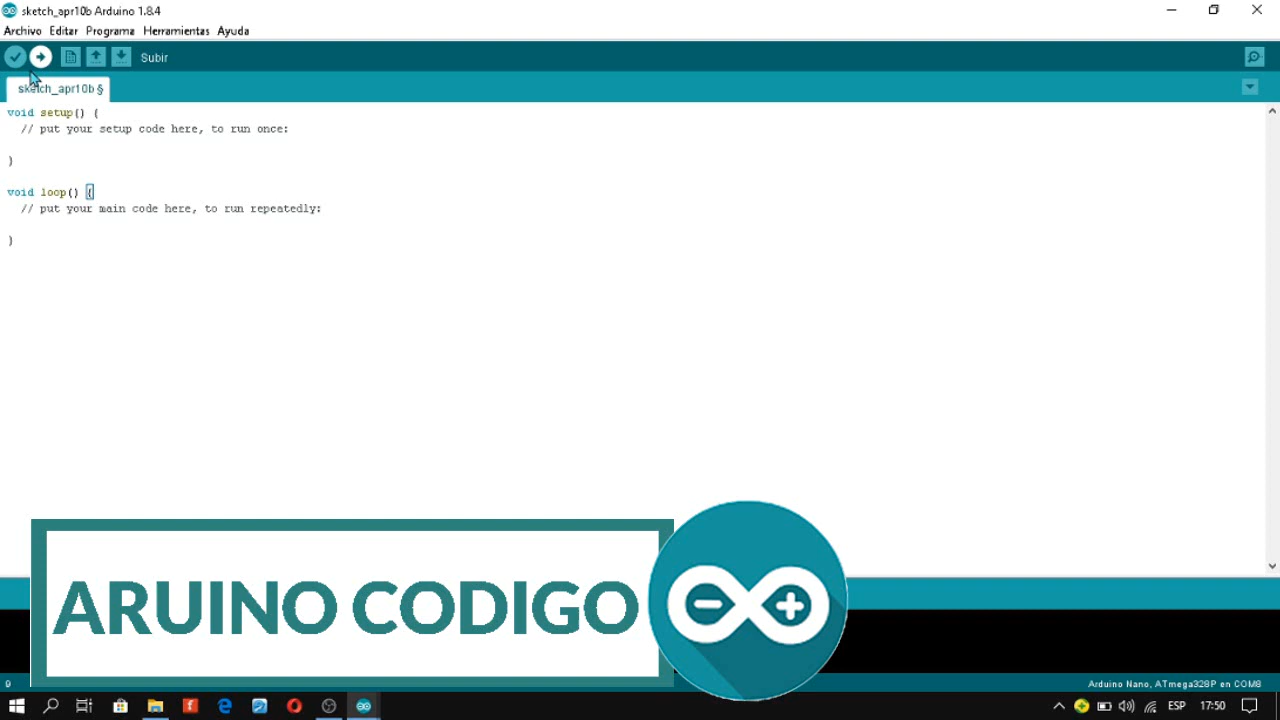 sketch_apr10b Arduino 1.8.4
Archivo Editar Programa Herramientas Ayuda
Subir
sketch_apr10b §
void setup() {
// put your setup code here, to run once:
}
void loop() {
// put your main code here, to run repeatedly:
}
ARUINO CODIGO
9
Arduino Nano, ATmega328P en COM8
ESP
17:50